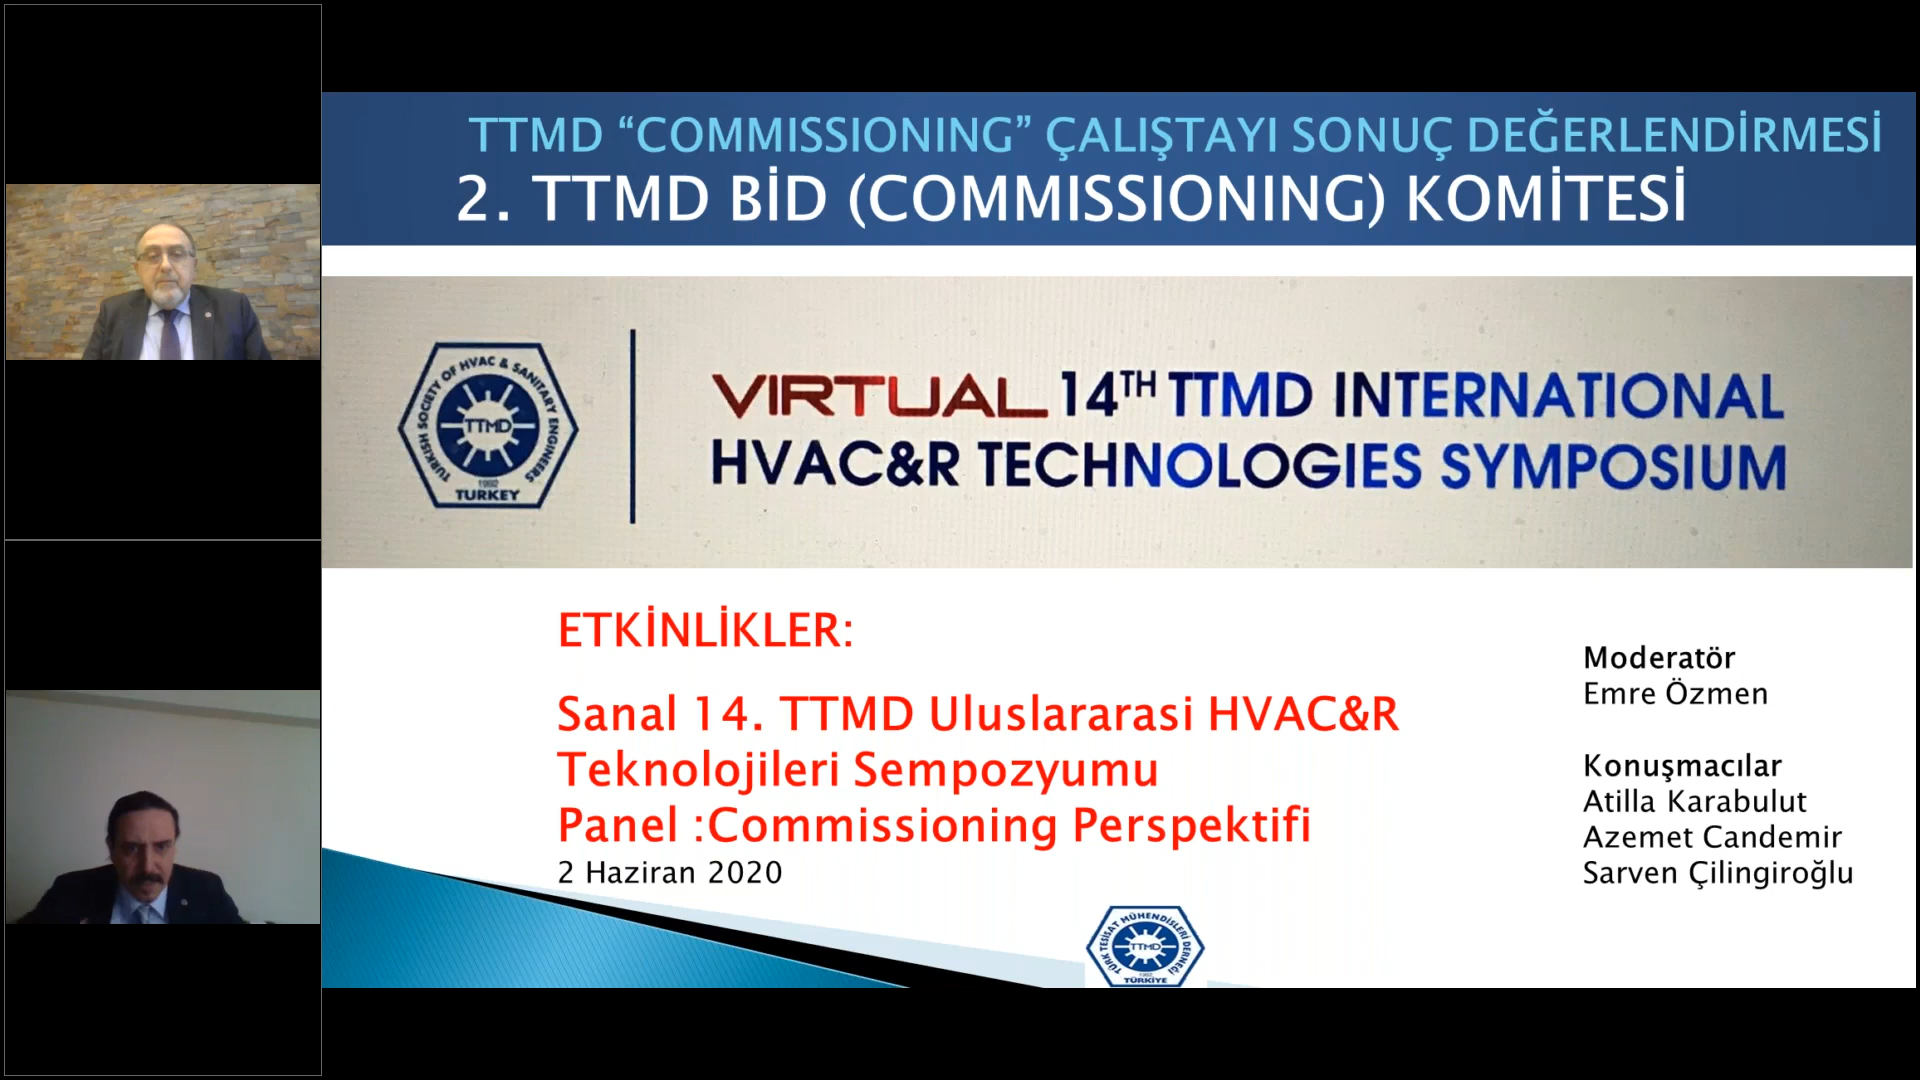 TTMD “COMMISSIONING” ÇALIŞTAYI SONUÇ DEĞERLENDİRMESİ
2. TTMD BİD (COMMISSIONING) KOMİTESİ
TURKISH SOCIETY OF HVAC & SANITARY ENGINEERS
TTMD
1992
TURKEY
VIRTUAL 14TH TTMD INTERNATIONAL
HVAC&R TECHNOLOGIES SYMPOSIUM
ETKİNLİKLER:
Sanal 14. TTMD Uluslararasi HVAC&R
Teknolojileri Sempozyumu
Panel :Commissioning Perspektifi
2 Haziran 2020
Moderatör
Emre Özmen
Konuşmacılar
Atilla Karabulut
Azemet Candemir
Sarven Çilingiroğlu
TÜRK TESİSAT MÜHENDİSLERİ DERNEĞİ
TTMD
1992
TÜRKİYE